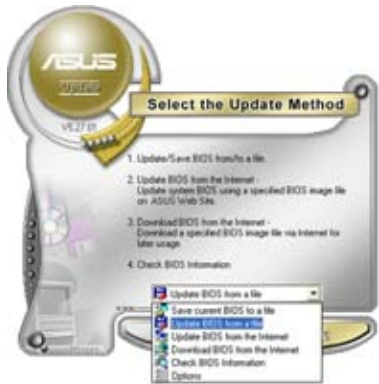 ASUS
Update
Select the Update Method
1. Update/Save BIOS from/to a file.
2. Update BIOS from the Internet -
Update system BIOS using a specified BIOS image file
on ASUS Web Site.
3. Download BIOS from the Internet -
Download a specified BIOS image file via Internet for
later usage.
4. Check BIOS Information
Update BIOS from a file
Save current BIOS to a file
Update BIOS from a file
Update BIOS from the Internet
Download BIOS from the Internet
Check BIOS Information
Options